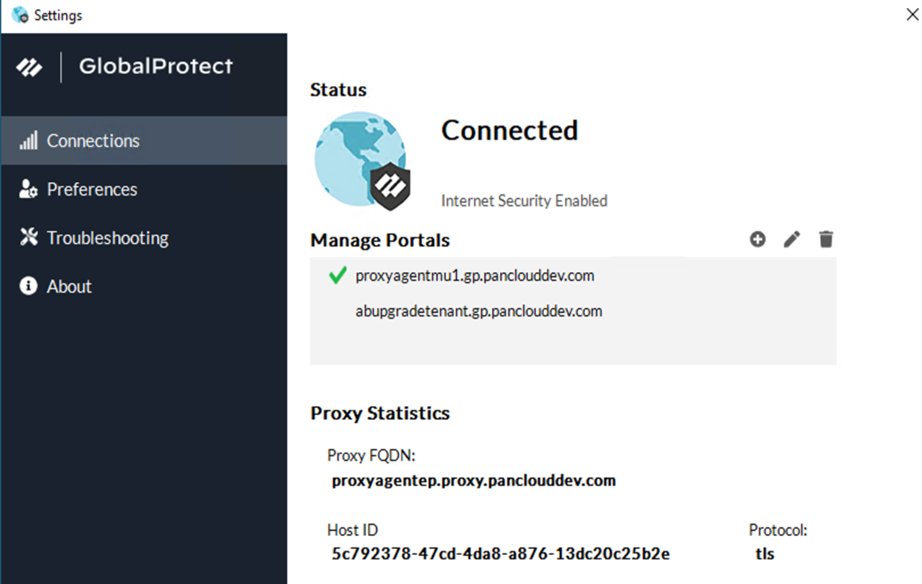 Settings
GlobalProtect
Connections
Preferences
Troubleshooting
About
Status
Connected
Internet Security Enabled
Manage Portals
proxyagentmu1.gp.panclouddev.com
abupgradetenant.gp.panclouddev.com
Proxy Statistics
Proxy FQDN:
proxyagentep.proxy.panclouddev.com
Host ID
5c792378-47cd-4da8-a876-13dc20c25b2e
Protocol:
tls